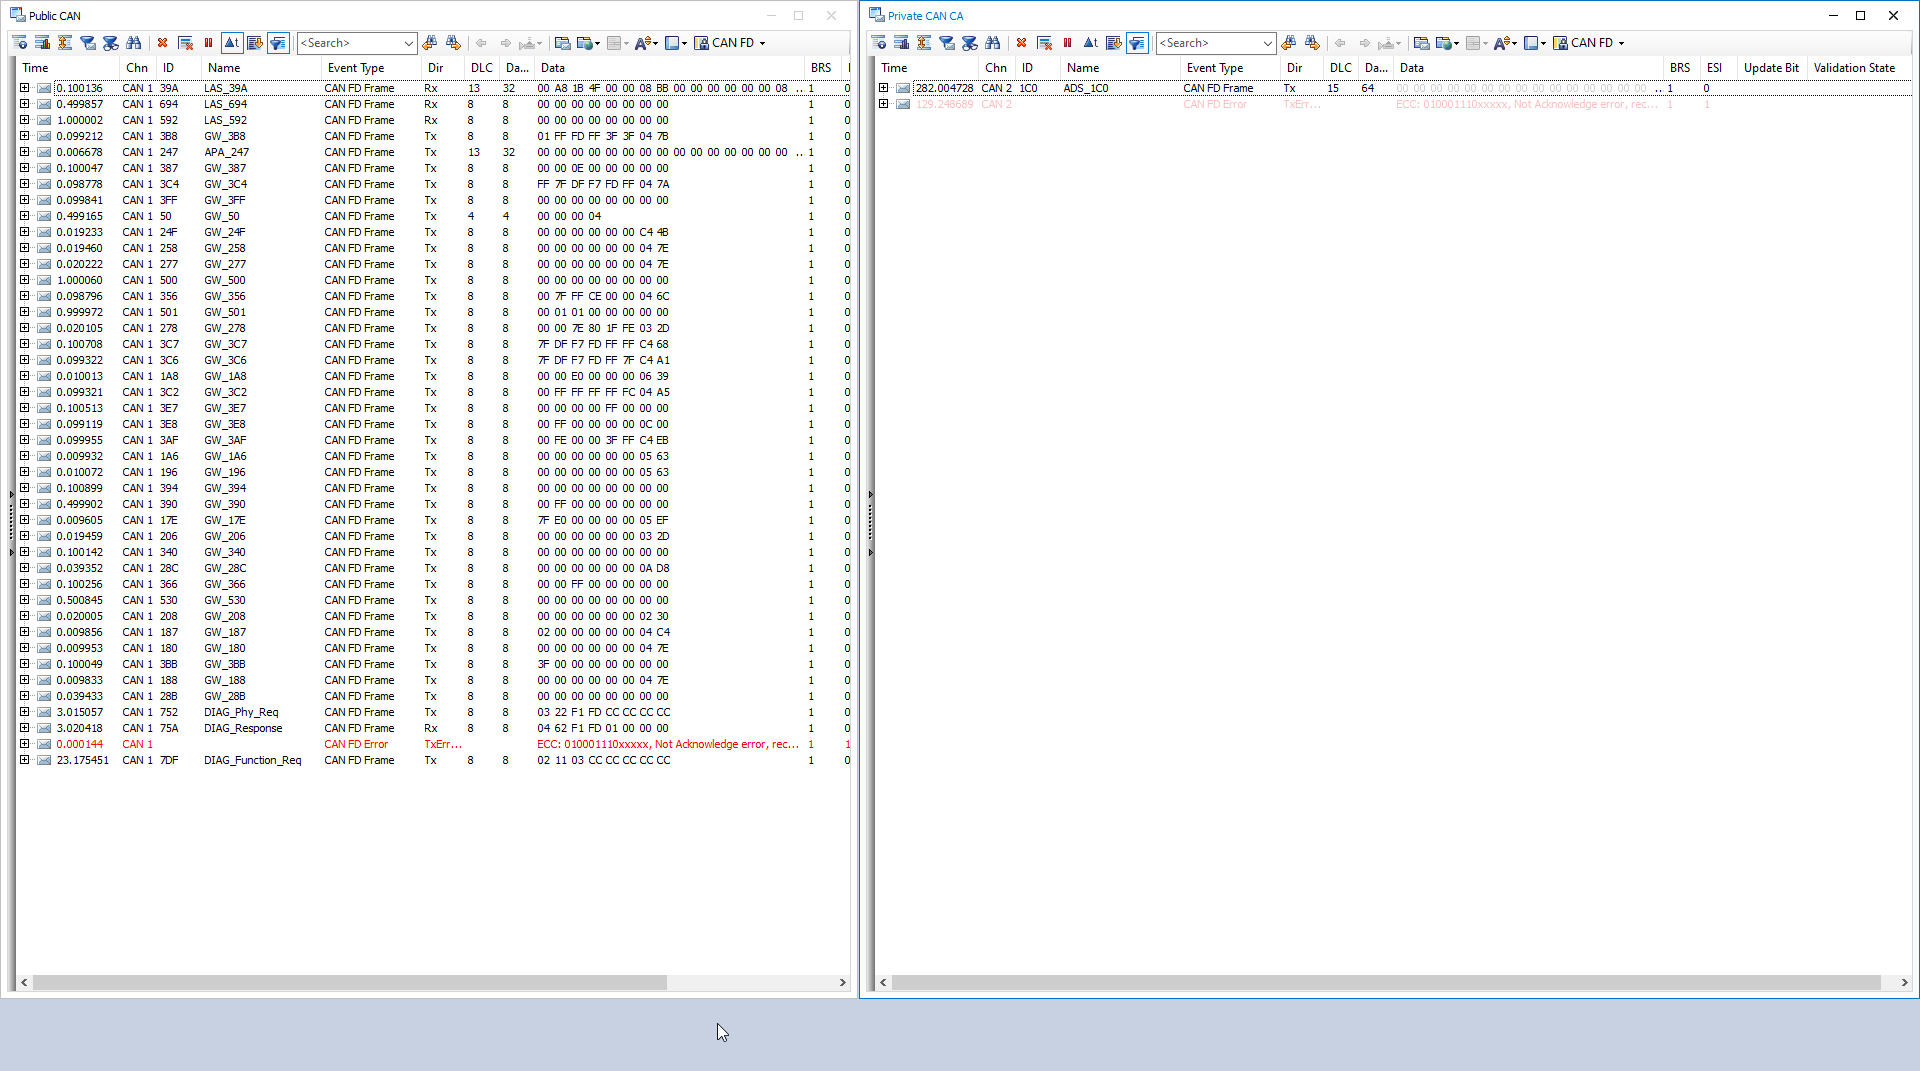 Public CAN
<Search>
CAN FD
Time Chn ID Name Event Type Dir DLC Da... Data BRS
0.100136 CAN 1 39A LAS_39A CAN FD Frame Rx 13 32 00 A8 1B 4F 00 00 08 BB 00 00 00 00 00 00 08 ... 1 0
0.499857 CAN 1 694 LAS_694 CAN FD Frame Rx 8 8 00 00 00 00 00 00 00 00 1 0
1.000002 CAN 1 592 LAS_592 CAN FD Frame Rx 8 8 00 00 00 00 00 00 00 00 1 0
0.099212 CAN 1 3B8 GW_3B8 CAN FD Frame Tx 8 8 01 FF FD FF 3F 3F 04 7B 1 0
0.006678 CAN 1 247 APA_247 CAN FD Frame Tx 13 32 00 00 00 00 00 00 00 00 00 00 00 00 00 00 00 ... 1 0
0.100047 CAN 1 387 GW_387 CAN FD Frame Tx 8 8 00 00 0E 00 00 00 00 00 1 0
0.098778 CAN 1 3C4 GW_3C4 CAN FD Frame Tx 8 8 FF 7F DF F7 FD FF 04 7A 1 0
0.099841 CAN 1 3FF GW_3FF CAN FD Frame Tx 8 8 00 00 00 00 00 00 00 00 1 0
0.499165 CAN 1 50 GW_50 CAN FD Frame Tx 4 4 00 00 00 04 1 0
0.019233 CAN 1 24F GW_24F CAN FD Frame Tx 8 8 00 00 00 00 00 00 C4 4B 1 0
0.019460 CAN 1 258 GW_258 CAN FD Frame Tx 8 8 00 00 00 00 00 00 04 7E 1 0
0.020222 CAN 1 277 GW_277 CAN FD Frame Tx 8 8 00 00 00 00 00 00 04 7E 1 0
1.000060 CAN 1 500 GW_500 CAN FD Frame Tx 8 8 00 00 00 00 00 00 00 00 1 0
0.098796 CAN 1 356 GW_356 CAN FD Frame Tx 8 8 00 7F FF CE 00 00 04 6C 1 0
0.999972 CAN 1 501 GW_501 CAN FD Frame Tx 8 8 00 01 01 00 00 00 00 00 1 0
0.020105 CAN 1 278 GW_278 CAN FD Frame Tx 8 8 00 00 7E 80 1F FE 03 2D 1 0
0.100708 CAN 1 3C7 GW_3C7 CAN FD Frame Tx 8 8 7F DF F7 FD FF FF C4 68 1 0
0.099322 CAN 1 3C6 GW_3C6 CAN FD Frame Tx 8 8 7F DF F7 FD FF 7F C4 A1 1 0
0.010013 CAN 1 1A8 GW_1A8 CAN FD Frame Tx 8 8 00 00 E0 00 00 00 06 39 1 0
0.099321 CAN 1 3C2 GW_3C2 CAN FD Frame Tx 8 8 00 FF FF FF FF FC 04 A5 1 0
0.100513 CAN 1 3E7 GW_3E7 CAN FD Frame Tx 8 8 00 00 00 00 FF 00 00 00 1 0
0.099119 CAN 1 3E8 GW_3E8 CAN FD Frame Tx 8 8 00 FF 00 00 00 00 0C 00 1 0
0.099955 CAN 1 3AF GW_3AF CAN FD Frame Tx 8 8 00 FE 00 00 3F FF C4 EB 1 0
0.009932 CAN 1 1A6 GW_1A6 CAN FD Frame Tx 8 8 00 00 00 00 00 00 05 63 1 0
0.010072 CAN 1 196 GW_196 CAN FD Frame Tx 8 8 00 00 00 00 00 00 05 63 1 0
0.100899 CAN 1 394 GW_394 CAN FD Frame Tx 8 8 00 00 00 00 00 00 00 00 1 0
0.499902 CAN 1 390 GW_390 CAN FD Frame Tx 8 8 00 FF 00 00 00 00 00 00 1 0
0.009605 CAN 1 17E GW_17E CAN FD Frame Tx 8 8 7F E0 00 00 00 00 05 EF 1 0
0.019459 CAN 1 206 GW_206 CAN FD Frame Tx 8 8 00 00 00 00 00 00 03 2D 1 0
0.100142 CAN 1 340 GW_340 CAN FD Frame Tx 8 8 00 00 00 00 00 00 00 00 1 0
0.039352 CAN 1 28C GW_28C CAN FD Frame Tx 8 8 00 00 00 00 00 00 0A D8 1 0
0.100256 CAN 1 366 GW_366 CAN FD Frame Tx 8 8 00 00 FF 00 00 00 00 00 1 0
0.500845 CAN 1 530 GW_530 CAN FD Frame Tx 8 8 00 00 00 00 00 00 00 00 1 0
0.020005 CAN 1 208 GW_208 CAN FD Frame Tx 8 8 00 00 00 00 00 00 02 30 1 0
0.009856 CAN 1 187 GW_187 CAN FD Frame Tx 8 8 02 00 00 00 00 00 04 C4 1 0
0.009953 CAN 1 180 GW_180 CAN FD Frame Tx 8 8 00 00 00 00 00 00 04 7E 1 0
0.100049 CAN 1 3BB GW_3BB CAN FD Frame Tx 8 8 3F 00 00 00 00 00 00 00 1 0
0.009833 CAN 1 188 GW_188 CAN FD Frame Tx 8 8 00 00 00 00 00 00 04 7E 1 0
0.039433 CAN 1 28B GW_28B CAN FD Frame Tx 8 8 00 00 00 00 00 00 00 00 1 0
3.015057 CAN 1 752 DIAG_Phy_Req CAN FD Frame Tx 8 8 03 22 F1 FD CC CC CC CC 1 0
3.020418 CAN 1 75A DIAG_Response CAN FD Frame Rx 8 8 04 62 F1 FD 01 00 00 00 1 0
0.000144 CAN 1 CAN FD Error TxErr... ECC: 010001110xxxxx, Not Acknowledge error, rec... 1 1
23.175451 CAN 1 7DF DIAG_Function_Req CAN FD Frame Tx 8 8 02 11 03 CC CC CC CC CC 1 0
Private CAN CA
<Search>
CAN FD
Time Chn ID Name Event Type Dir DLC Da... Data BRS ESI Update Bit Validation State
282.004728 CAN 2 1C0 ADS_1C0 CAN FD Frame Tx 15 64 00 00 00 00 00 00 00 00 00 00 00 00 00 00 00 ... 1 0
129.248689 CAN 2 CAN FD Error TxErr... ECC: 010001110xxxxx, Not Acknowledge error, rec... 1 1